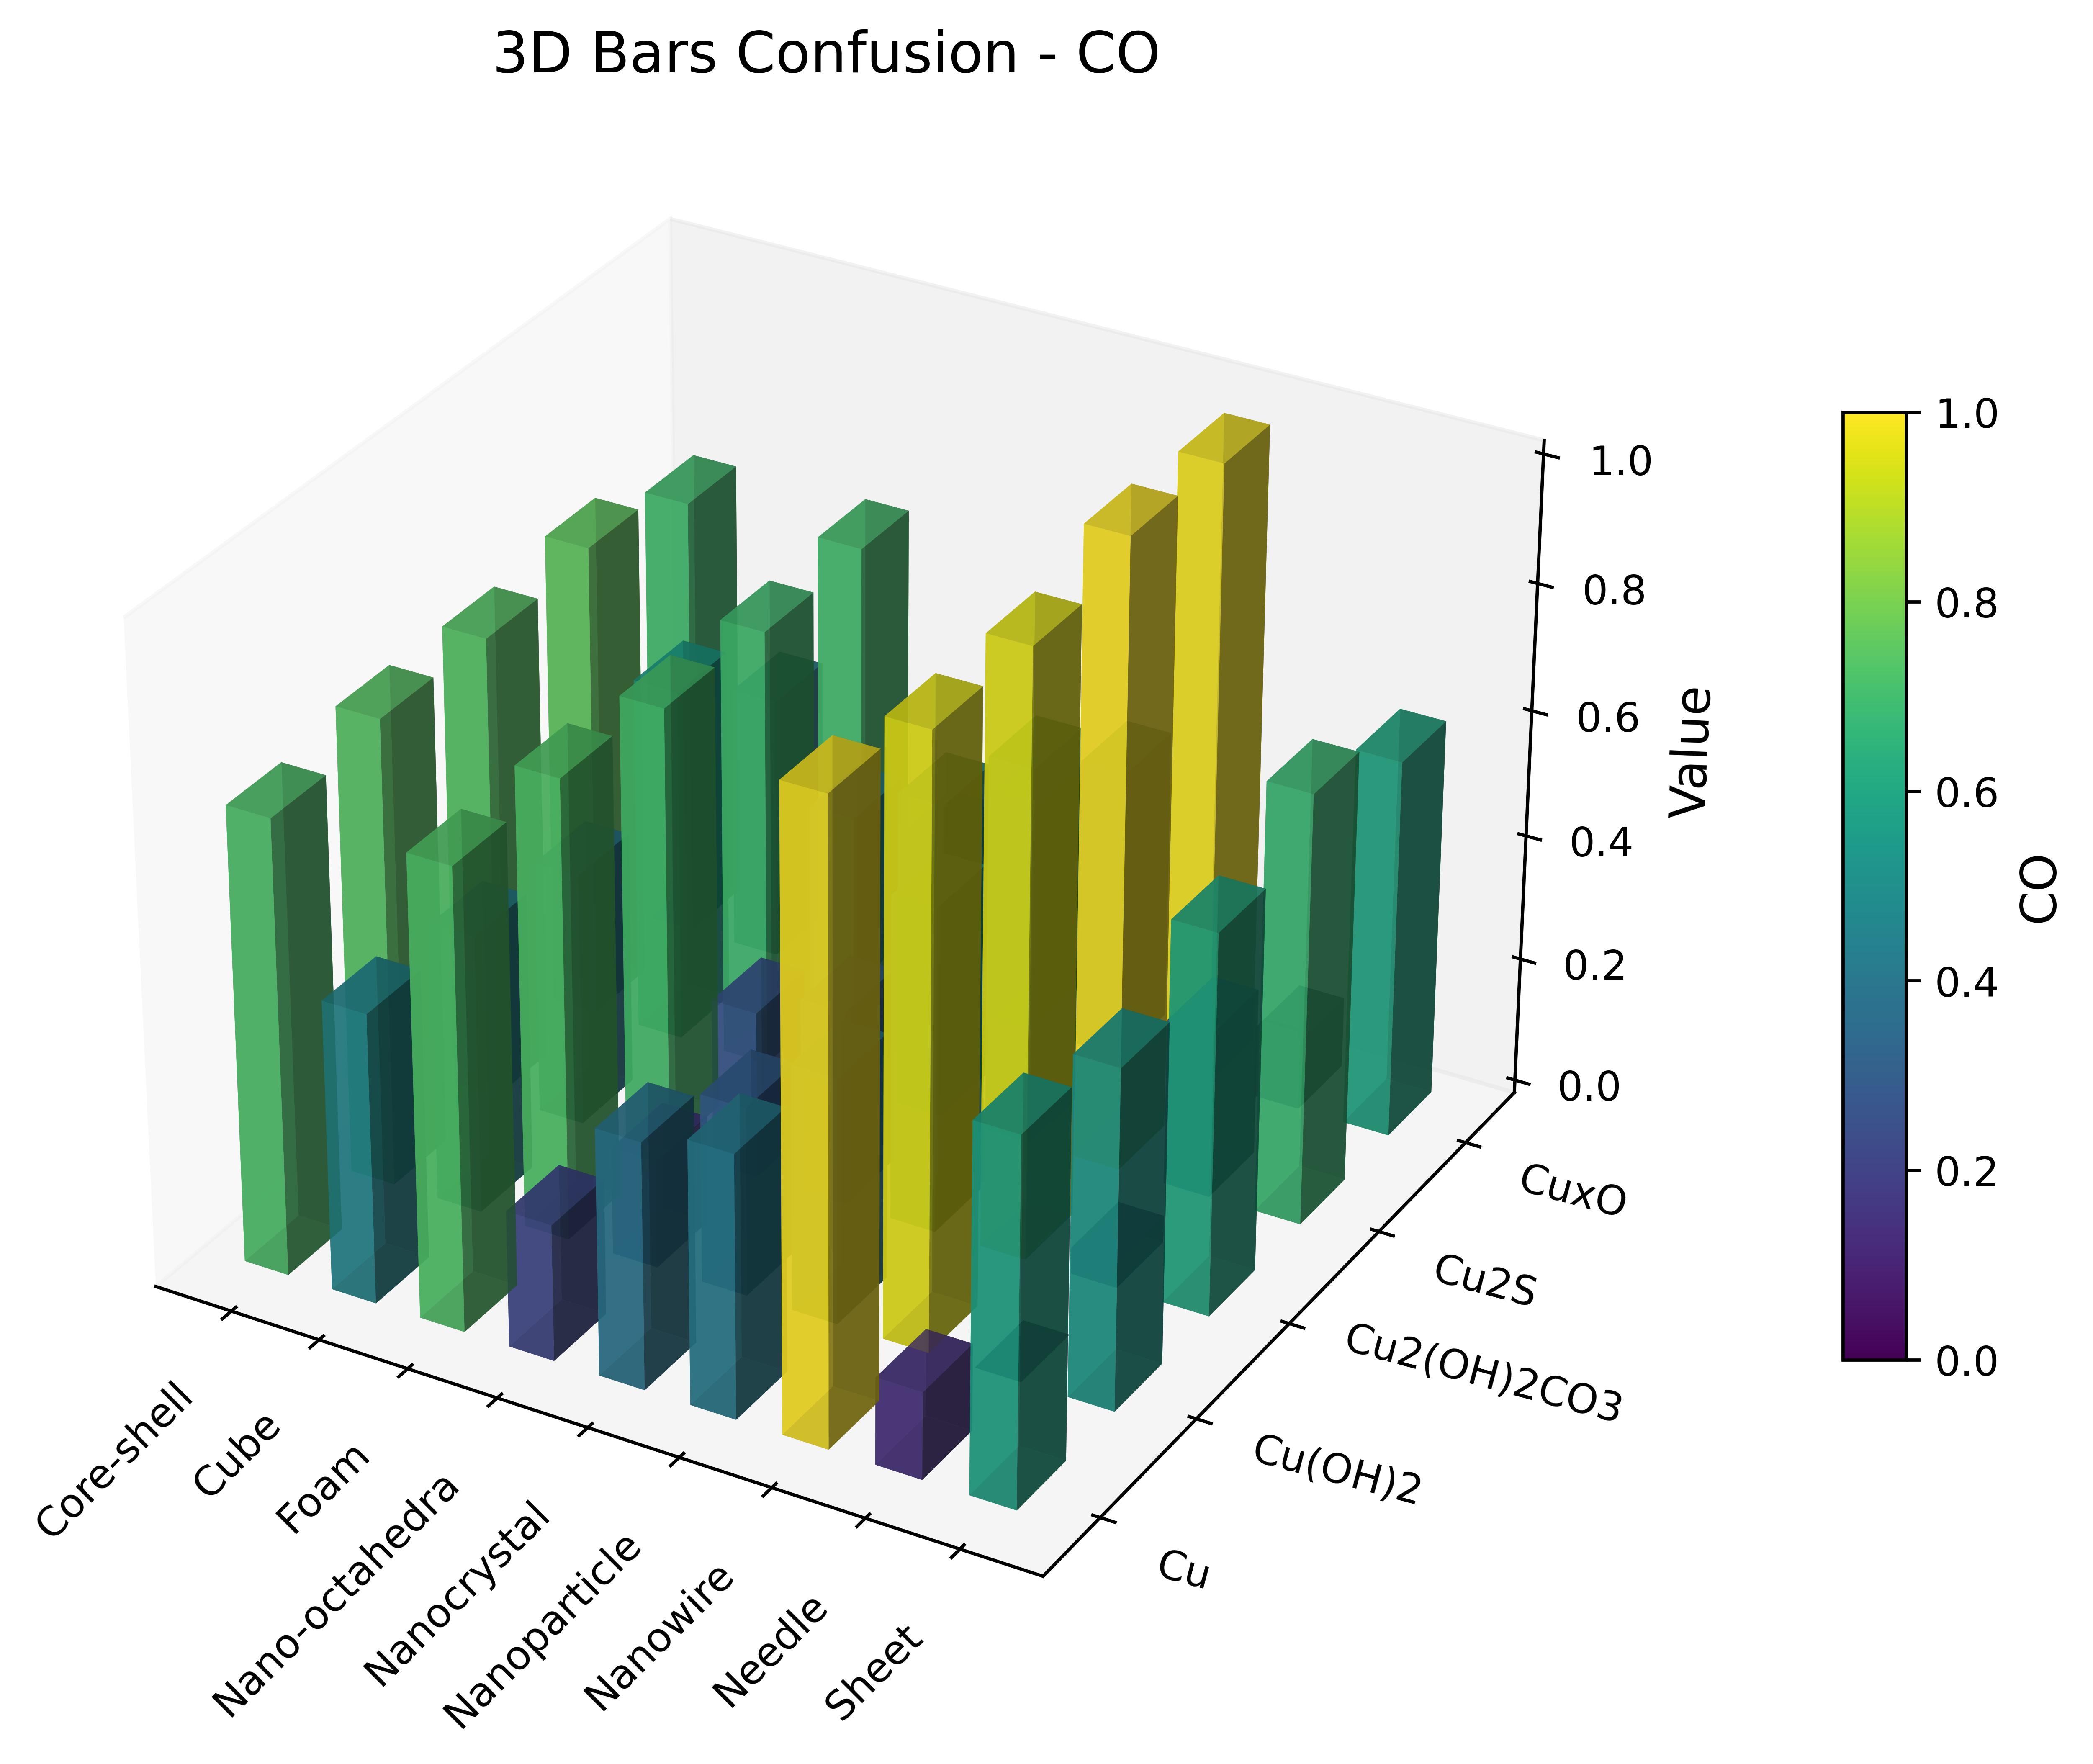 3D Bars Confusion - CO
1.0
0.8
0.6
0.4
0.2
0.0
Value
Core-shell
Cube
Foam
Nano-octahedra
Nanocrystal
Nanoparticle
Nanowire
Needle
Sheet
Cu
Cu(OH)2
Cu2(OH)2CO3
Cu2S
CuxO
1.0
0.8
0.6
0.4
0.2
0.0
CO